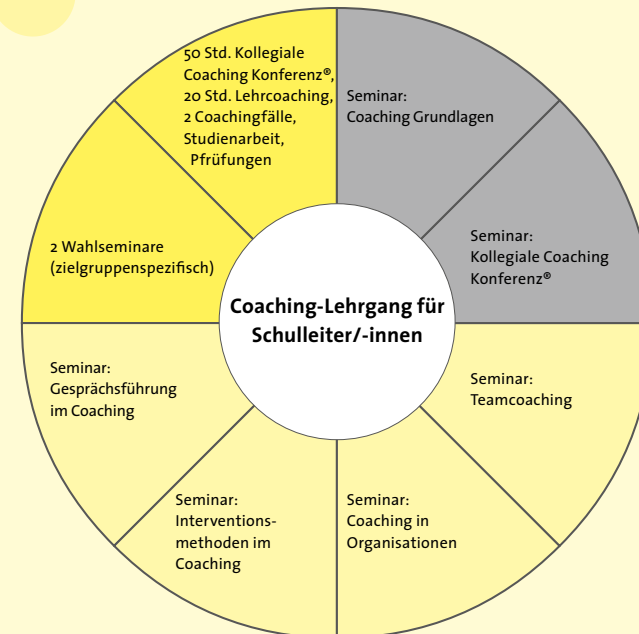 50 Std. Kollegiale
Coaching Konferenz®,
20 Std. Lehrcoaching,
2 Coachingfälle,
Studienarbeit,
Pfrüfungen
Seminar:
Coaching Grundlagen
Seminar:
Kollegiale Coaching
Konferenz®
2 Wahlseminare
(zielgruppenspezifisch)
Coaching-Lehrgang für
Schulleiter/-innen
Seminar:
Gesprächsführung
im Coaching
Seminar:
Teamcoaching
Seminar:
Interventions-
methoden im
Coaching
Seminar:
Coaching in
Organisationen